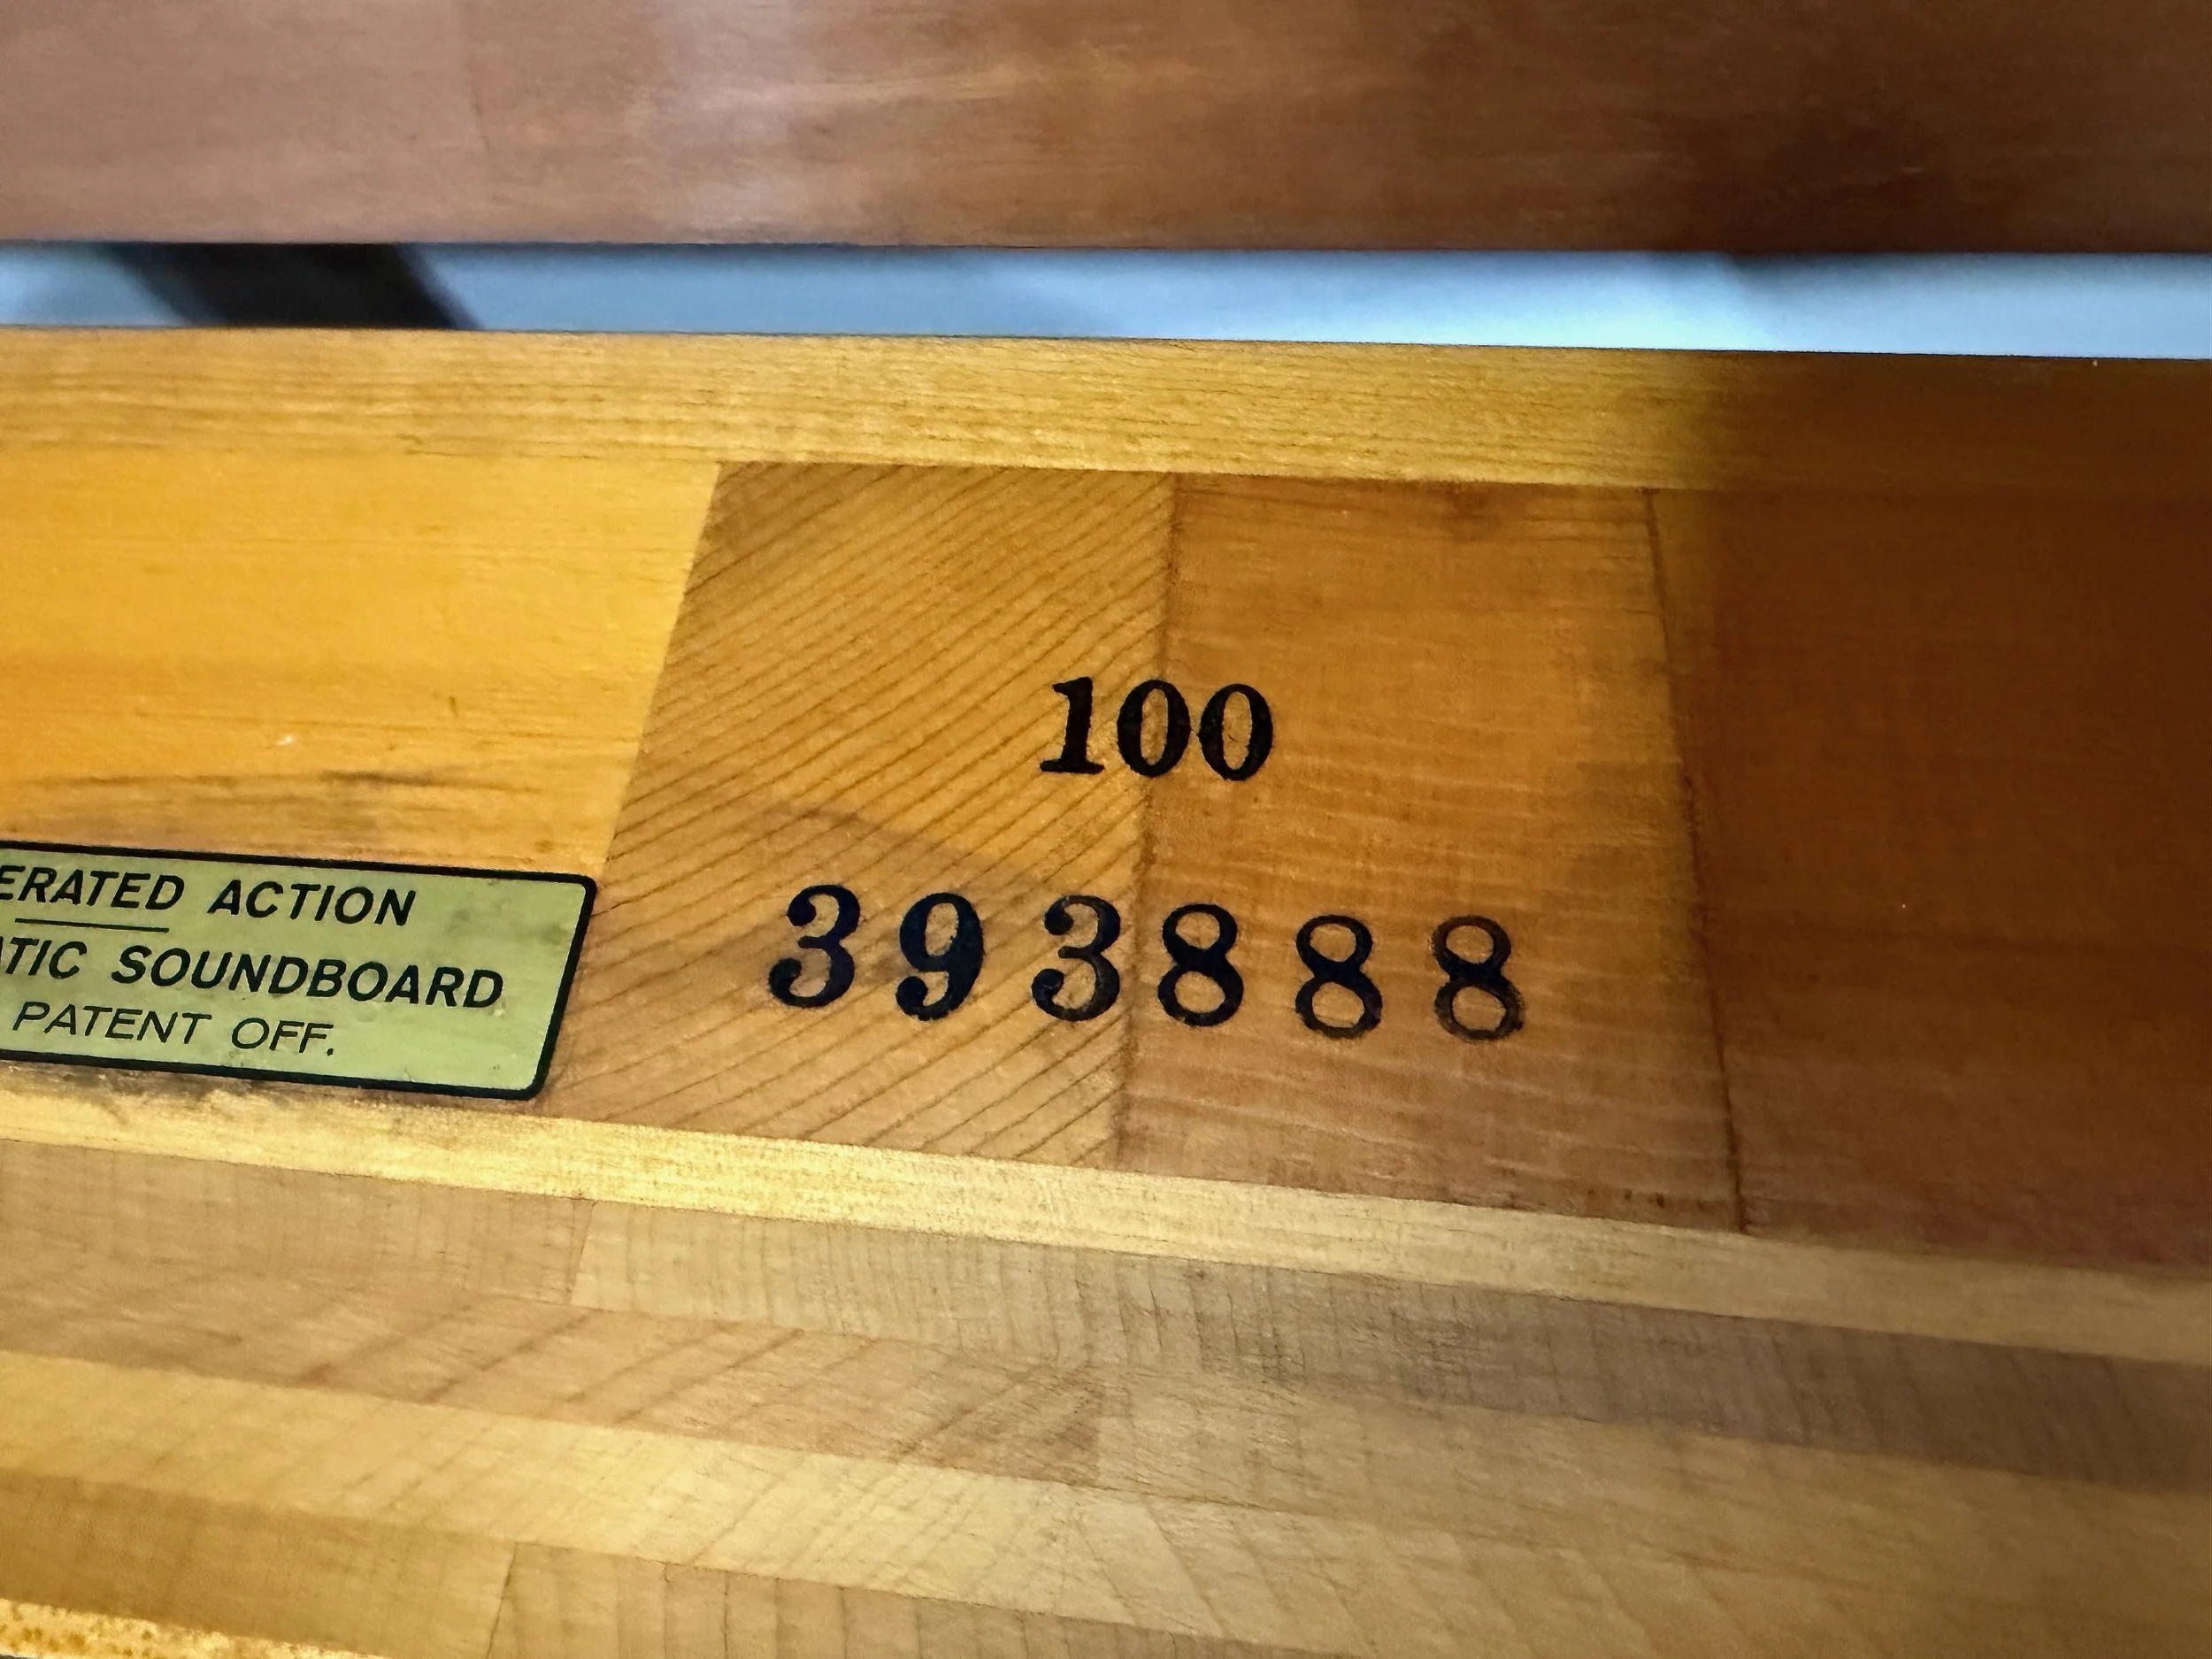 100
393888
ERATED ACTION
ATIC SOUNDBOARD
PATENT OFF.